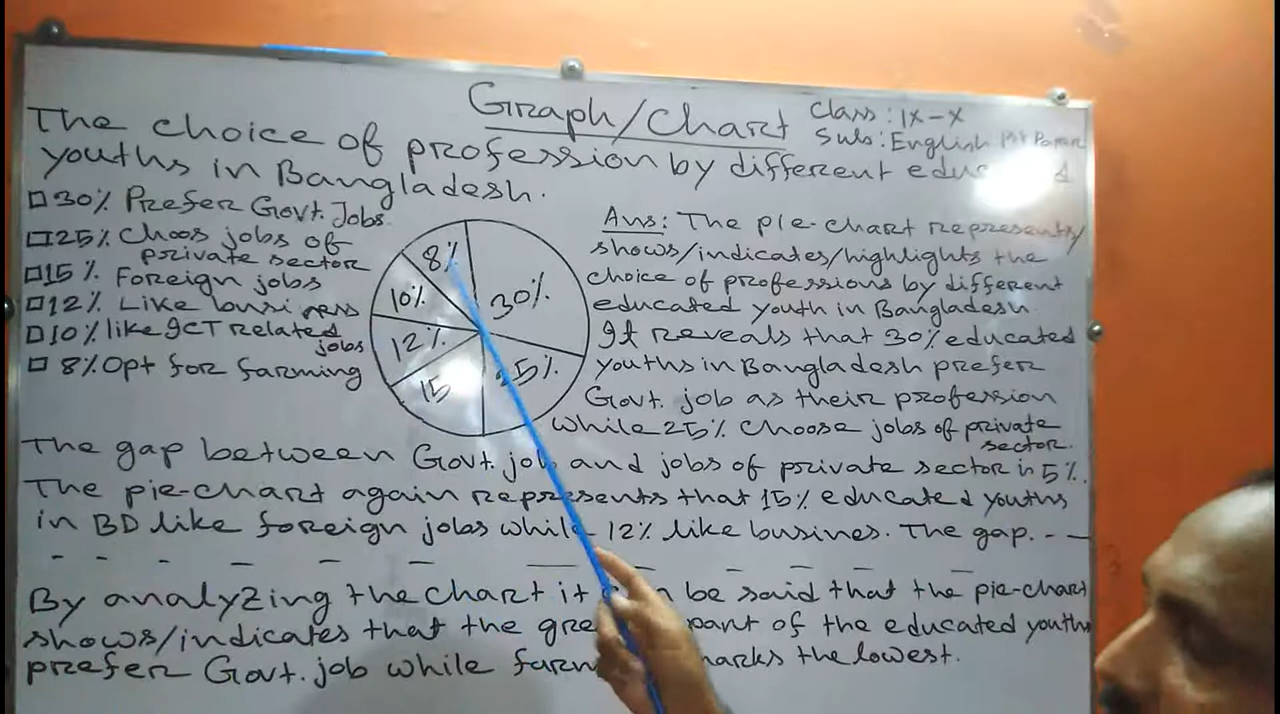 Graph/Chart
Class: IX-X
Sub: English 1st Paper
The choice of profession by different
youths in Bangladesh.
30% Prefer Govt. Jobs.
25% Choos jobs of
private sector
15% Foreign jobs
12% Like
10% like ICT Related
jobs
8% Opt for farming
8%
30%
10%
12%
15
25%
Ans: The pie-chart represents/
shows/indicates/highlights the
choice of professions by different
educated youth in Bangladesh.
It reveals that 30% educated
youths in Bangladesh prefer
Govt. job as their profession
while 25% choose jobs of private
sector.
The gap between Govt. job and jobs of private sector is 5%.
The pie-chart again represents that 15% educated youths
in BD like foreign jobs while 12% like busines. The gap. - —
By analyzing the chart it be said that the pie-chart
shows/indicates that the part of the educated youths
prefer Govt. job while marks the lowest.